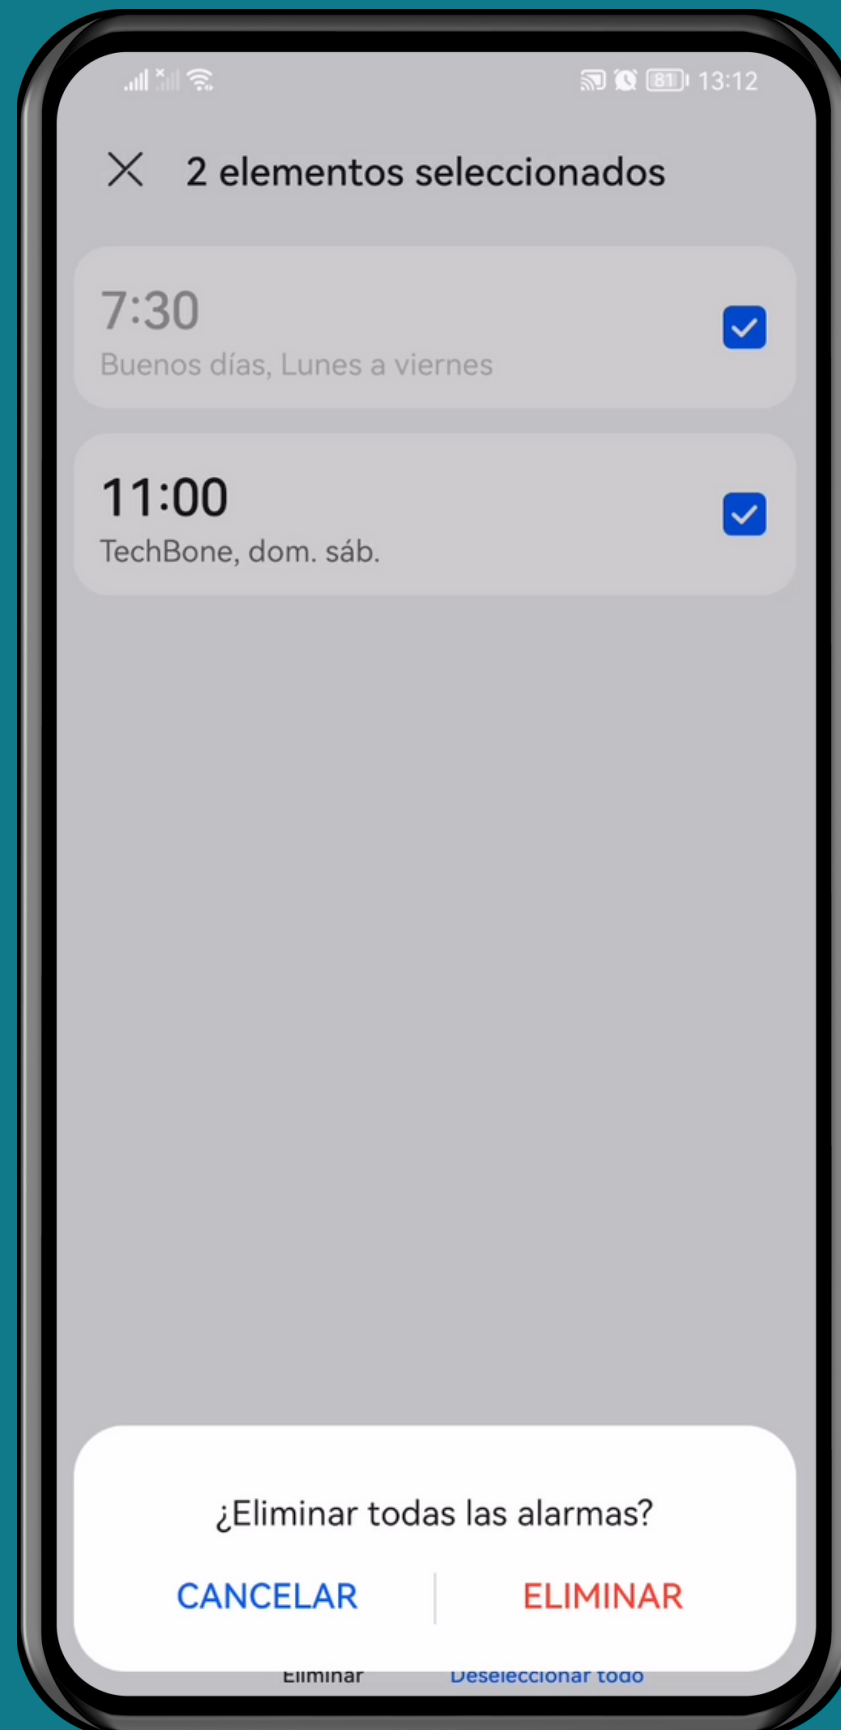 81 13:12
2 elementos seleccionados
7:30
Buenos días, Lunes a viernes
11:00
TechBone, dom. sáb.
¿Eliminar todas las alarmas?
CANCELAR ELIMINAR
Eliminar Deseleccionar todo